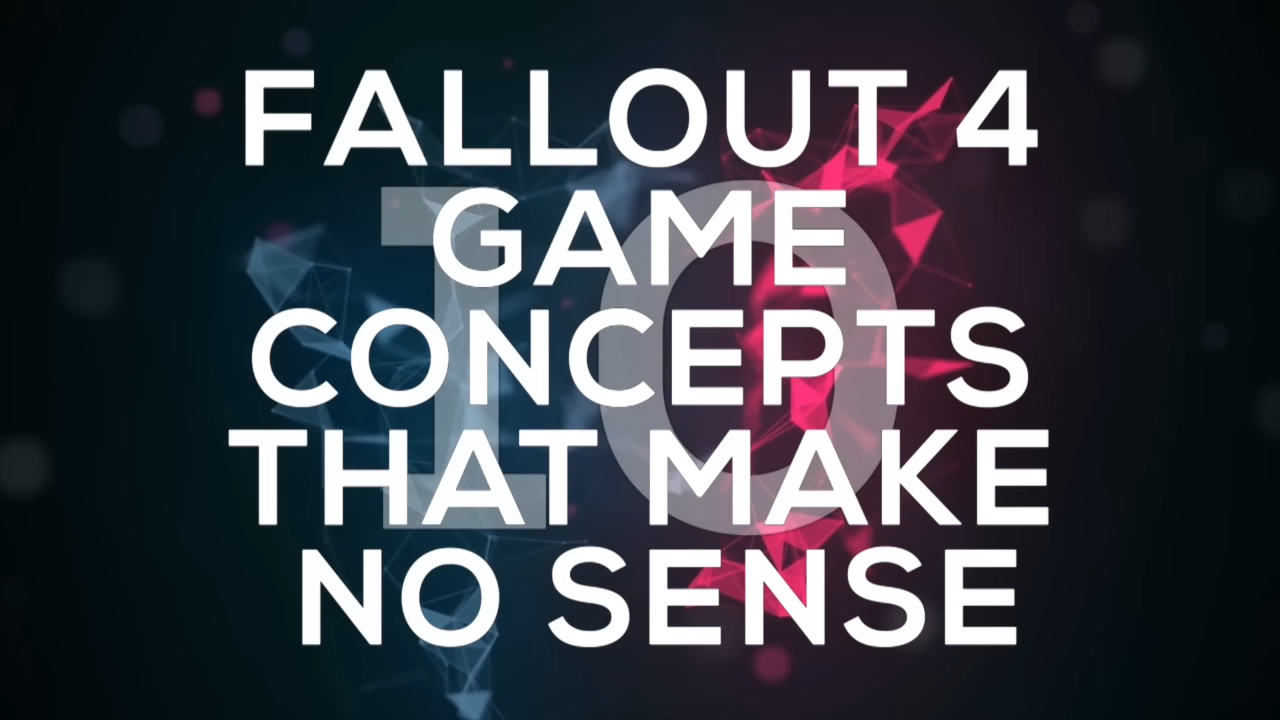 10
FALLOUT 4
GAME
CONCEPTS
THAT MAKE
NO SENSE